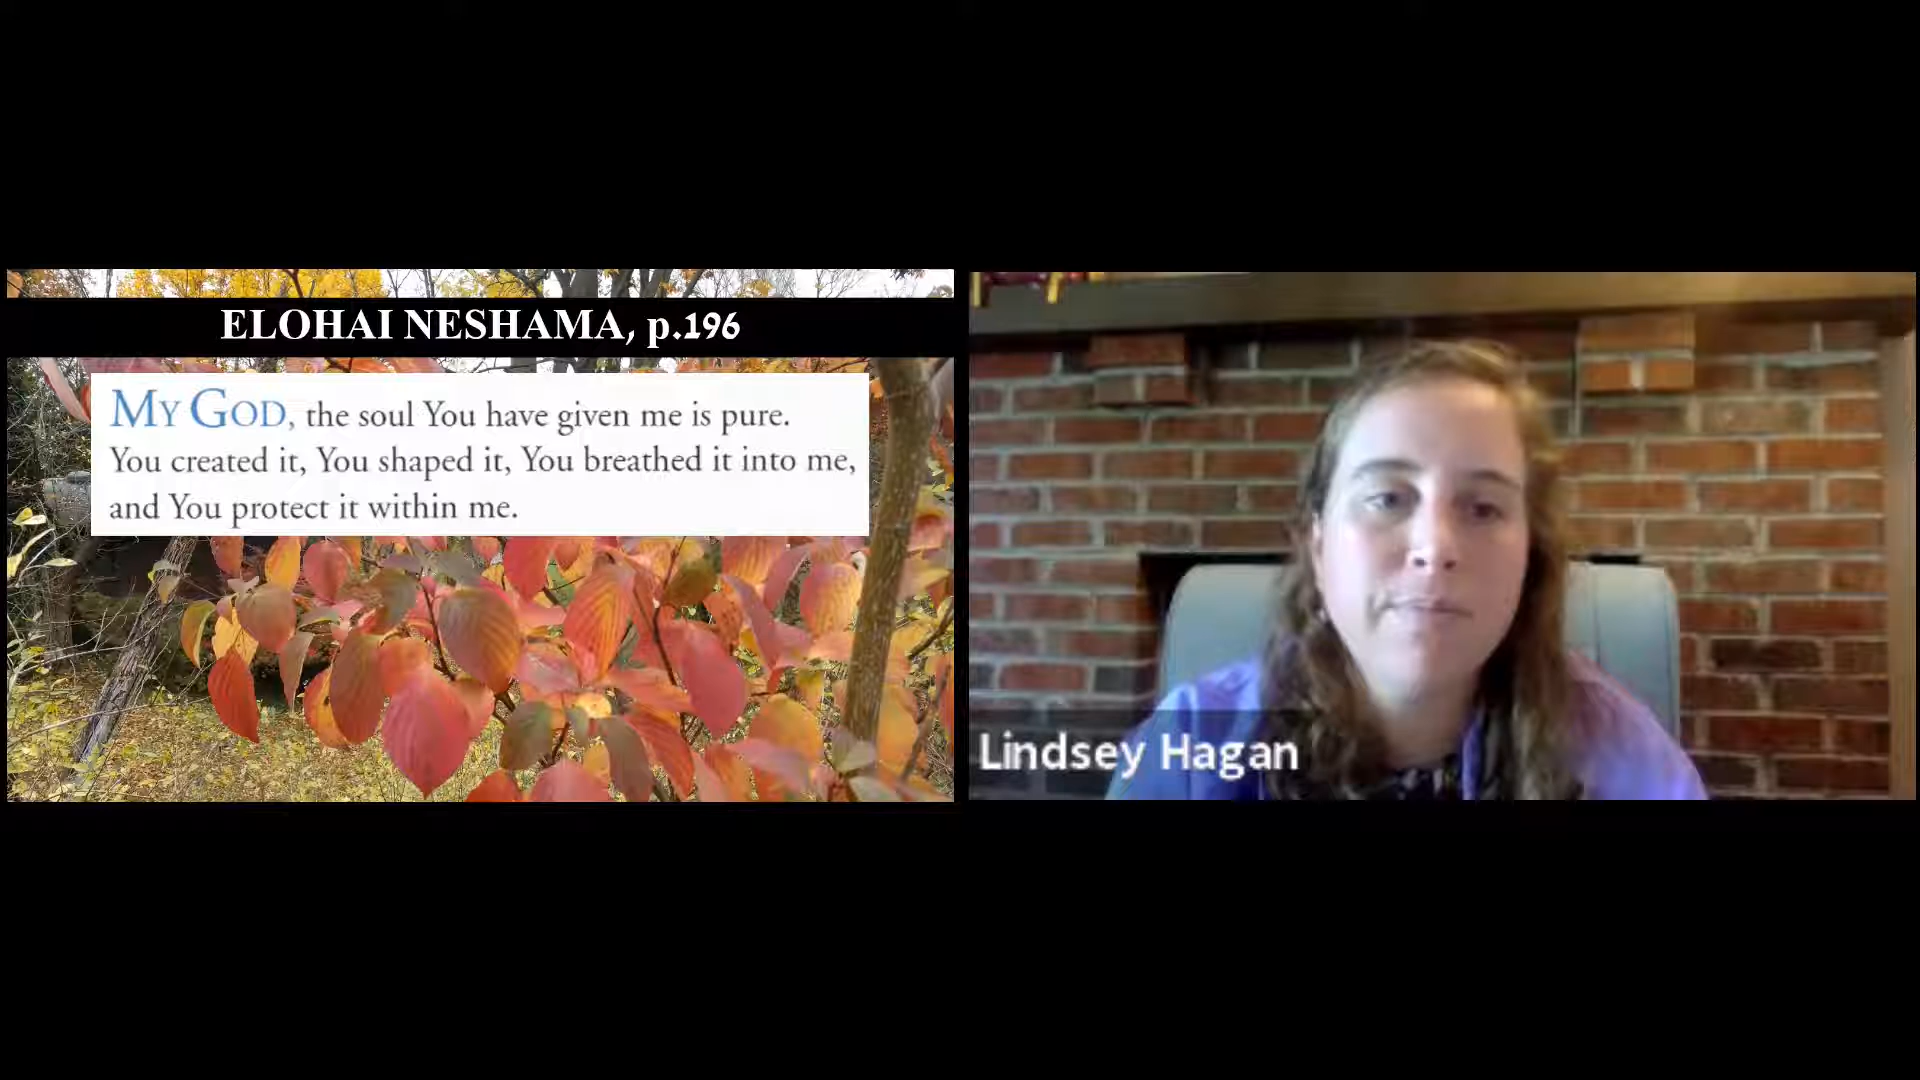 ELOHAI NESHAMA, p.196
MY GOD, the soul You have given me is pure.
You created it, You shaped it, You breathed it into me,
and You protect it within me.
Lindsey Hagan